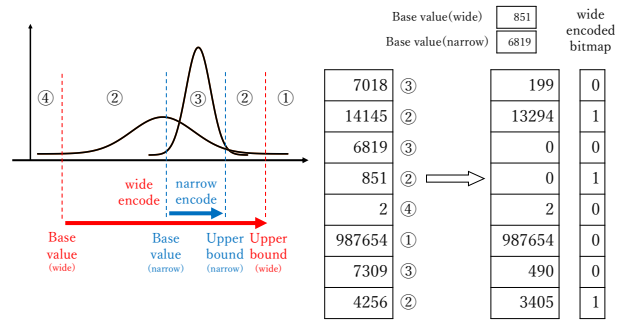 Base value(wide) 851
Base value(narrow) 6819
wide
encoded
bitmap
④ ② ③ ② ①
wide
encode
narrow
encode
Base
value
(wide)
Base
value
(narrow)
Upper
bound
(narrow)
Upper
bound
(wide)
7018 ③ 199 0
14145 ② 13294 1
6819 ③ 0 0
851 ② 0 1
2 ④ 2 0
987654 ① 987654 0
7309 ③ 490 0
4256 ② 3405 1